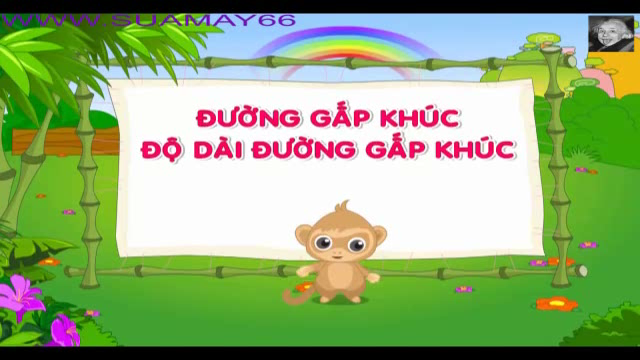 WWW.SUAMAY66
ĐƯỜNG GẤP KHÚC
ĐỘ DÀI ĐƯỜNG GẤP KHÚC